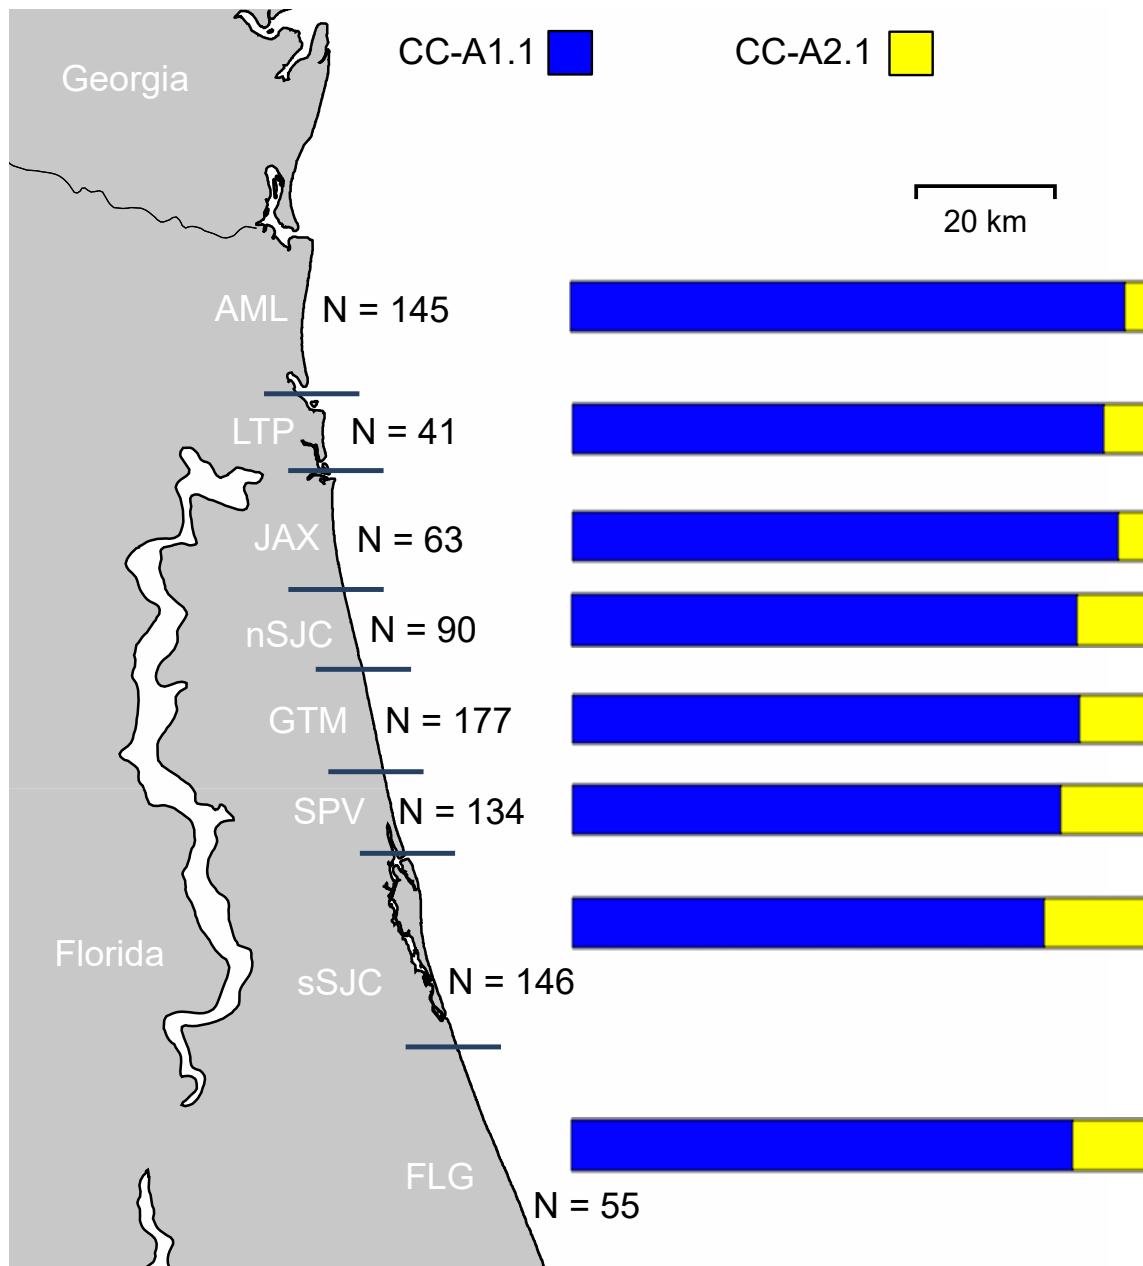 CC-A1.1
CC-A2.1
Georgia
20 km
AML N = 145
LTP N = 41
JAX N = 63
nSJC N = 90
GTM N = 177
SPV N = 134
Florida
sSJC N = 146
FLG
N = 55